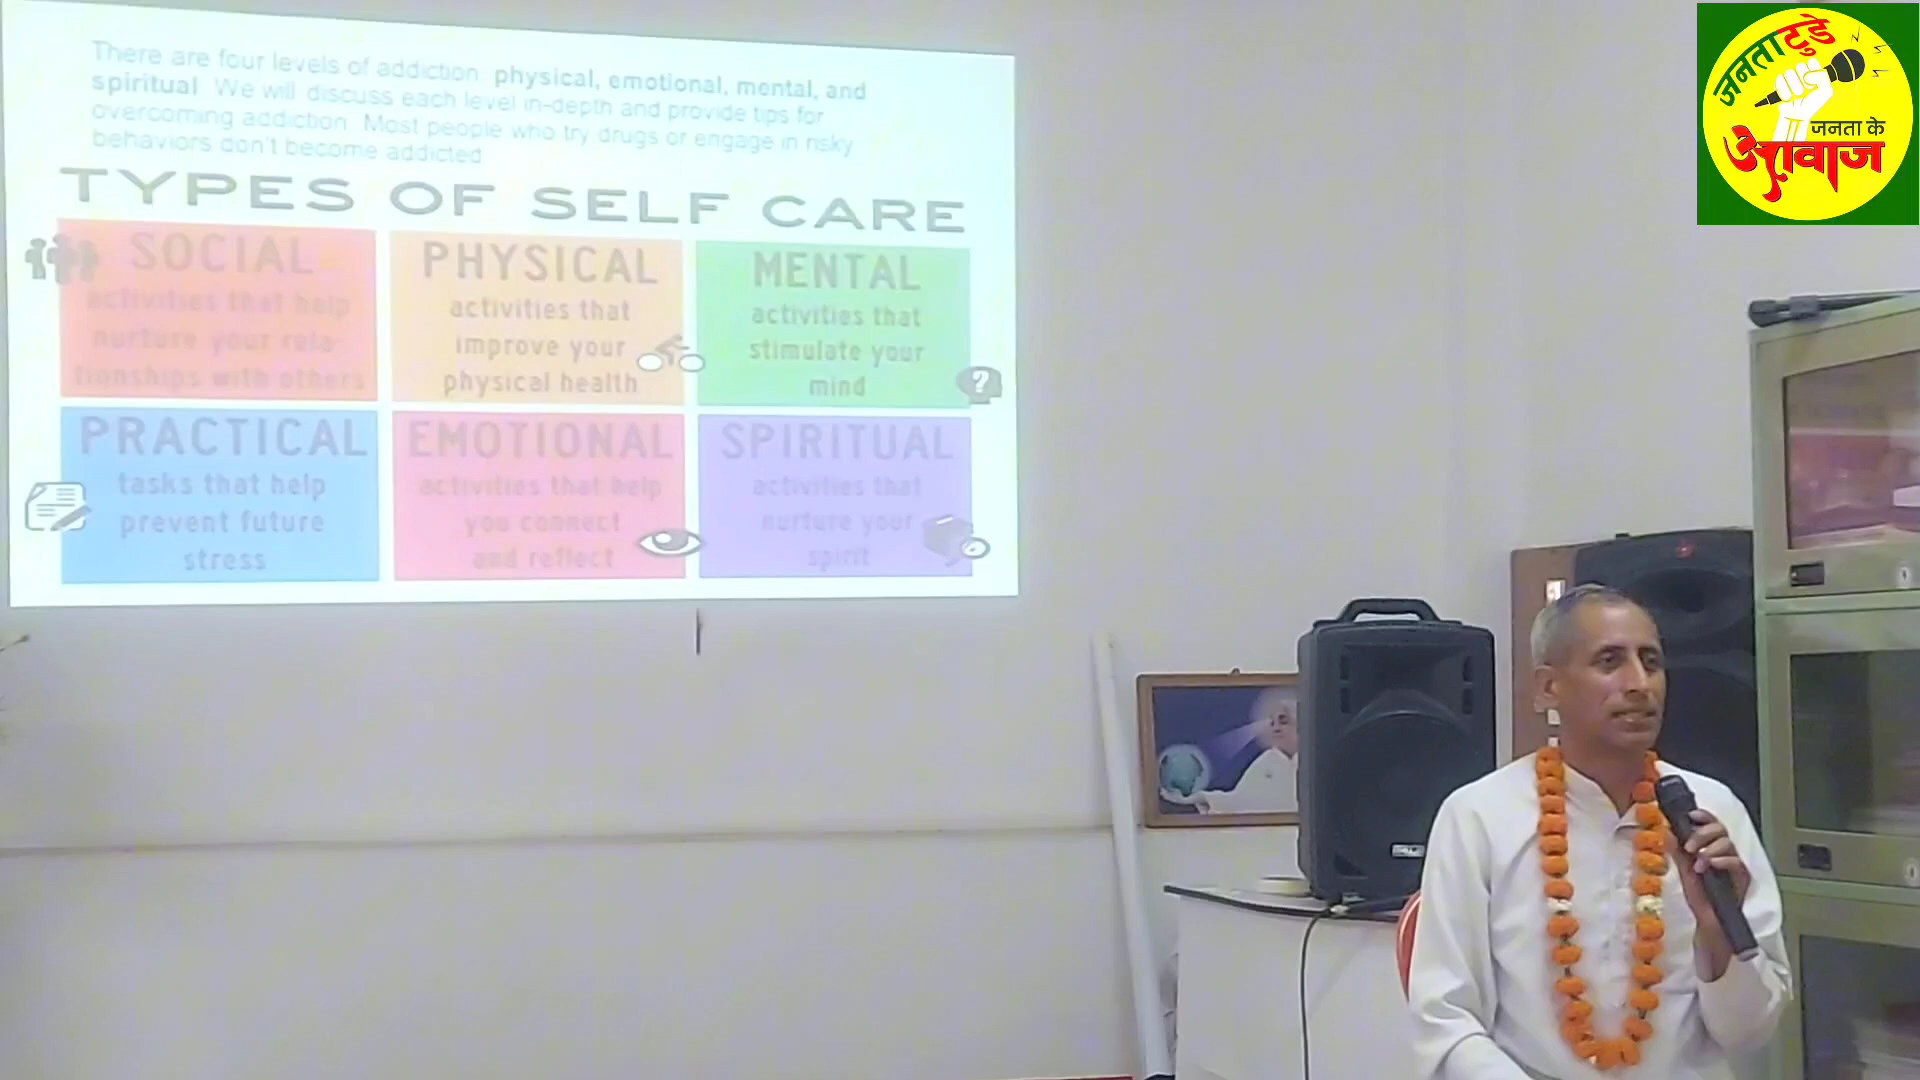 There are four levels of addiction physical, emotional, mental, and
spiritual. We will discuss each level in-depth and provide tips for
overcoming addiction. Most people who try drugs or engage in risky
behaviors don't become addicted
TYPES OF SELF CARE
SOCIAL
activities that help
nurture your rela-
tionships with others
PHYSICAL
activities that
improve your
physical health
MENTAL
activities that
stimulate your
mind
?
PRACTICAL
tasks that help
prevent future
stress
EMOTIONAL
activities that help
you connect
and reflect
SPIRITUAL
activities that
nurture your
spirit
जनता टुडे
जनता के
आवाज